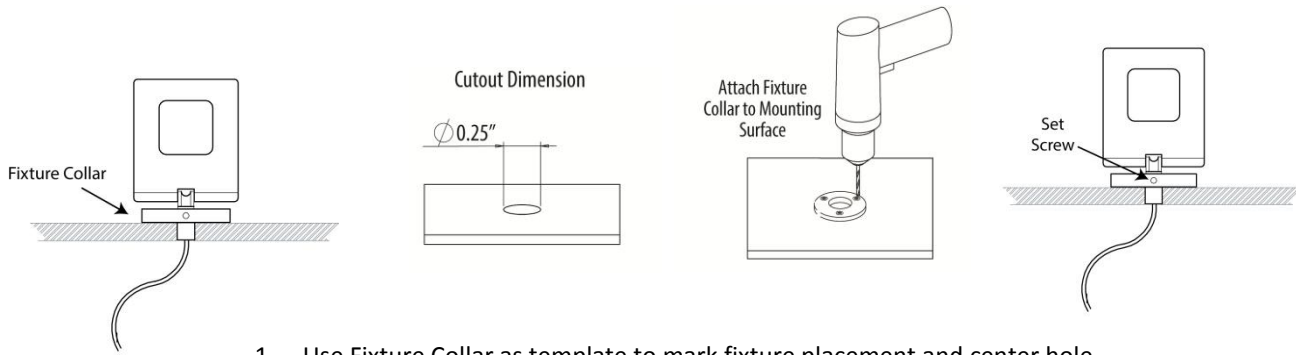 Fixture Collar
Cutout Dimension
∅ 0.25"
Attach Fixture
Collar to Mounting
Surface
Set
Screw
1. Use Fixture Collar as template to mark fixture placement and center hole